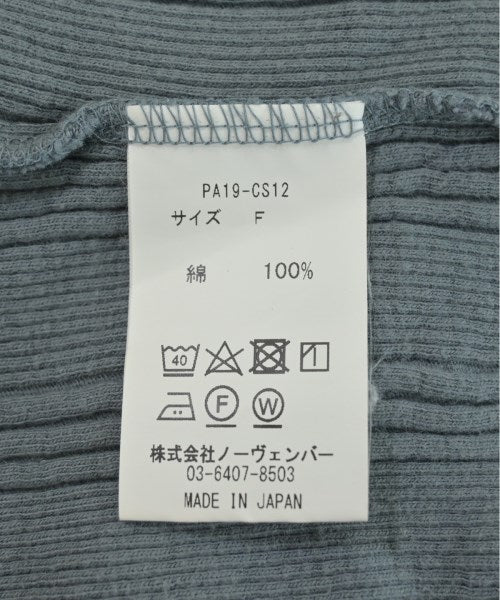 PA19-CS12
サイズ F
綿 100%
40
F W
株式会社ノーヴェンバー
03-6407-8503
MADE IN JAPAN